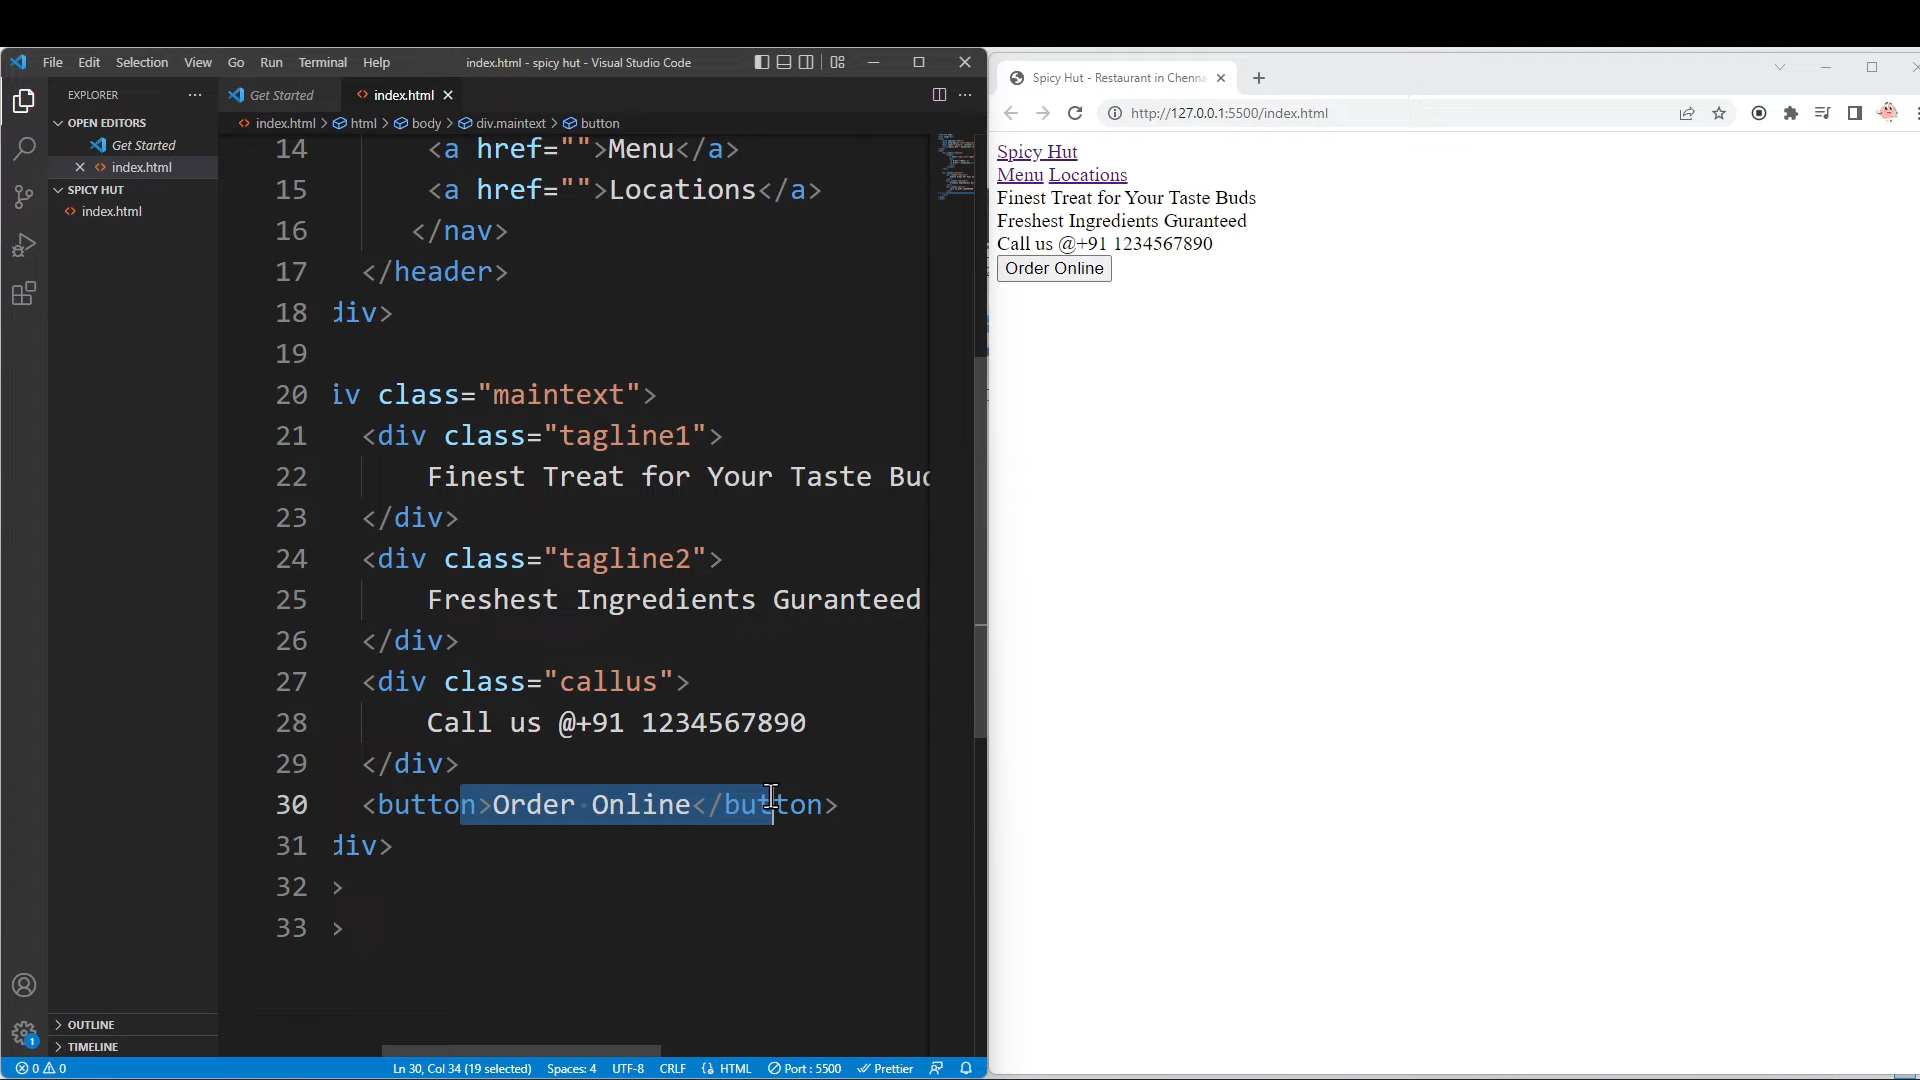 File Edit Selection View Go Run Terminal Help index.html - spicy hut - Visual Studio Code
EXPLORER
OPEN EDITORS
Get Started
index.html
SPICY HUT
index.html
OUTLINE
TIMELINE
Get Started index.html
index.html > html > body > div.maintext > button
14 <a href="">Menu</a>
15 <a href="">Locations</a>
16 </nav>
17 </header>
18 div>
19
20 iv class="maintext">
21 <div class="tagline1">
22 Finest Treat for Your Taste Bud
23 </div>
24 <div class="tagline2">
25 Freshest Ingredients Guranteed
26 </div>
27 <div class="callus">
28 Call us @+91 1234567890
29 </div>
30 <button>Order Online</button>
31 div>
32 >
33 >
1
0 0 Ln 30, Col 34 (19 selected) Spaces: 4 UTF-8 CRLF HTML Port : 5500 Prettier
Spicy Hut - Restaurant in Chenna
http://127.0.0.1:5500/index.html
Spicy Hut
Menu Locations
Finest Treat for Your Taste Buds
Freshest Ingredients Guranteed
Call us @+91 1234567890
Order Online